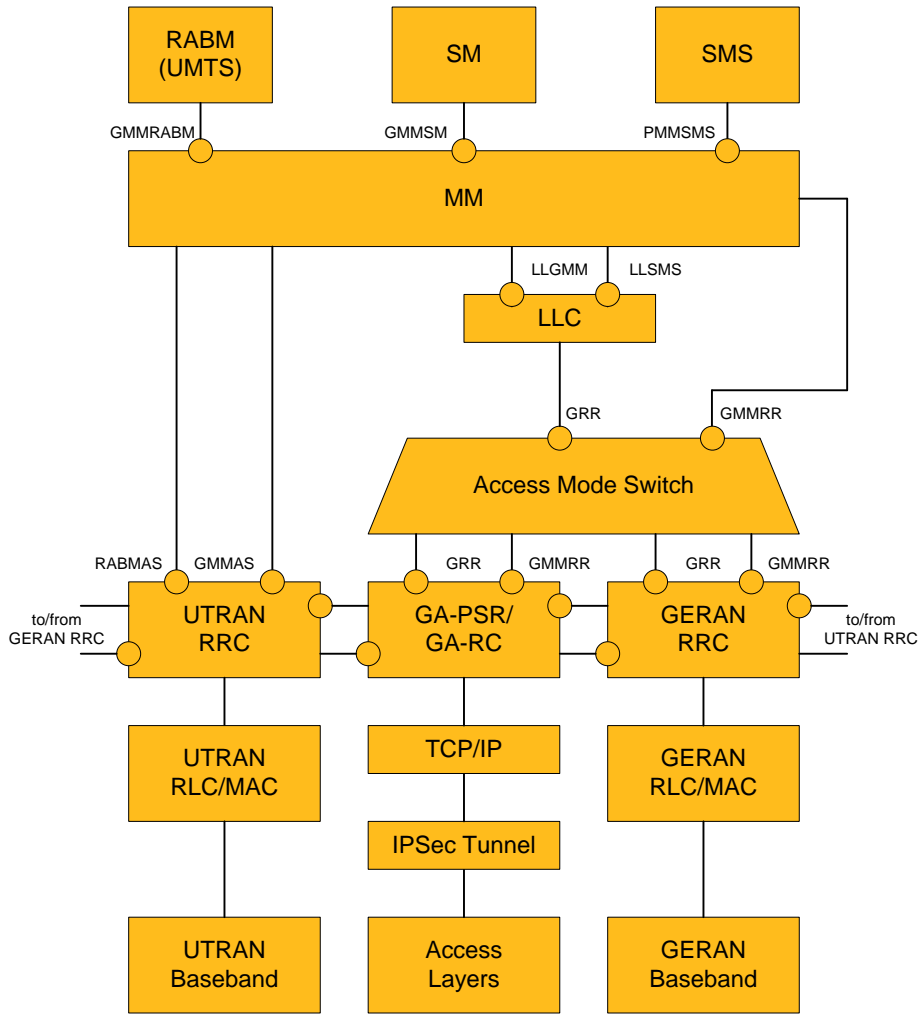 RABM
(UMTS)
SM
SMS
GMMRABM
GMMSM
PMMSMS
MM
LLGMM
LLSMS
LLC
GRR
GMMRR
Access Mode Switch
RABMAS
GMMAS
GRR
GMMRR
GRR
GMMRR
to/from
GERAN RRC
UTRAN
RRC
GA-PSR/
GA-RC
GERAN
RRC
to/from
UTRAN RRC
UTRAN
RLC/MAC
TCP/IP
GERAN
RLC/MAC
IPSec Tunnel
UTRAN
Baseband
Access
Layers
GERAN
Baseband